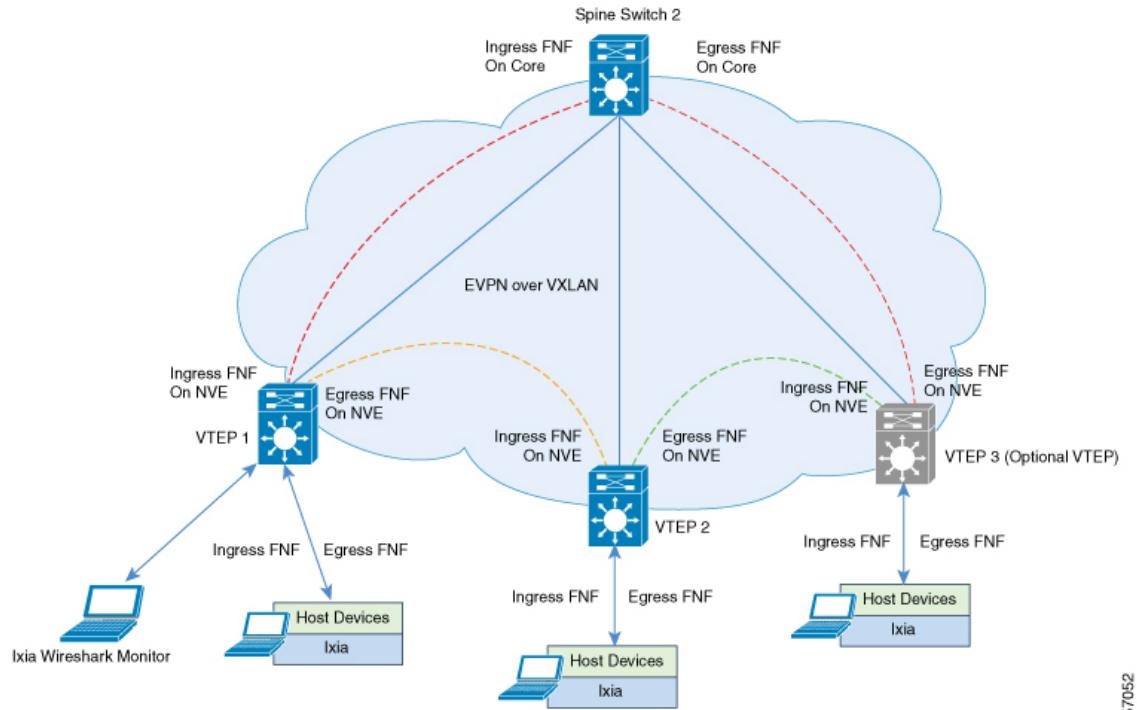 Spine Switch 2
Ingress FNF
On Core
Egress FNF
On Core
EVPN over VXLAN
Ingress FNF
On NVE
Egress FNF
On NVE
VTEP 1
Ingress FNF
On NVE
Egress FNF
On NVE
VTEP 2
Ingress FNF
On NVE
Egress FNF
On NVE
VTEP 3 (Optional VTEP)
Ingress FNF
Egress FNF
Ingress FNF
Egress FNF
Ingress FNF
Egress FNF
Ixia Wireshark Monitor
Host Devices
Ixia
Host Devices
Ixia
Host Devices
Ixia